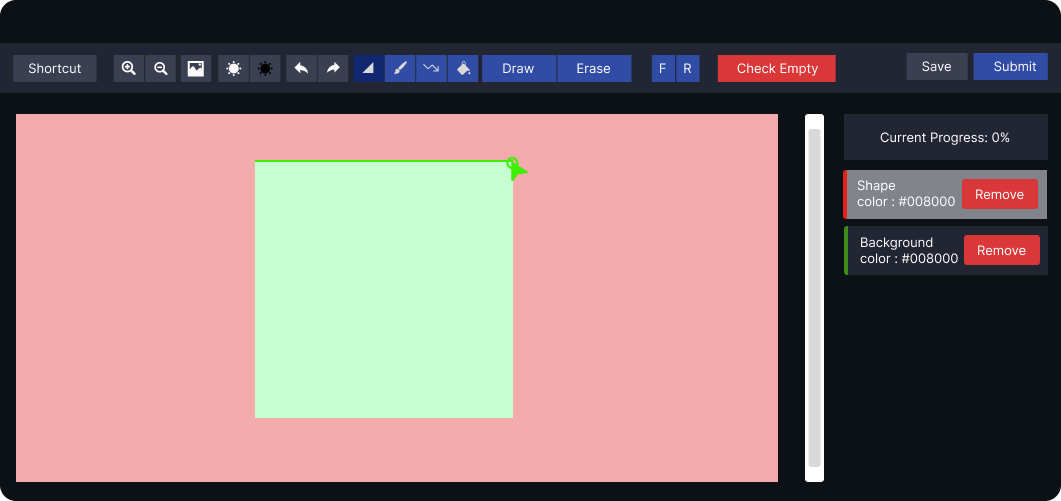 Shortcut
Draw
Erase
F
R
Check Empty
Save
Submit
Current Progress: 0%
Shape
color : #008000
Remove
Background
color : #008000
Remove